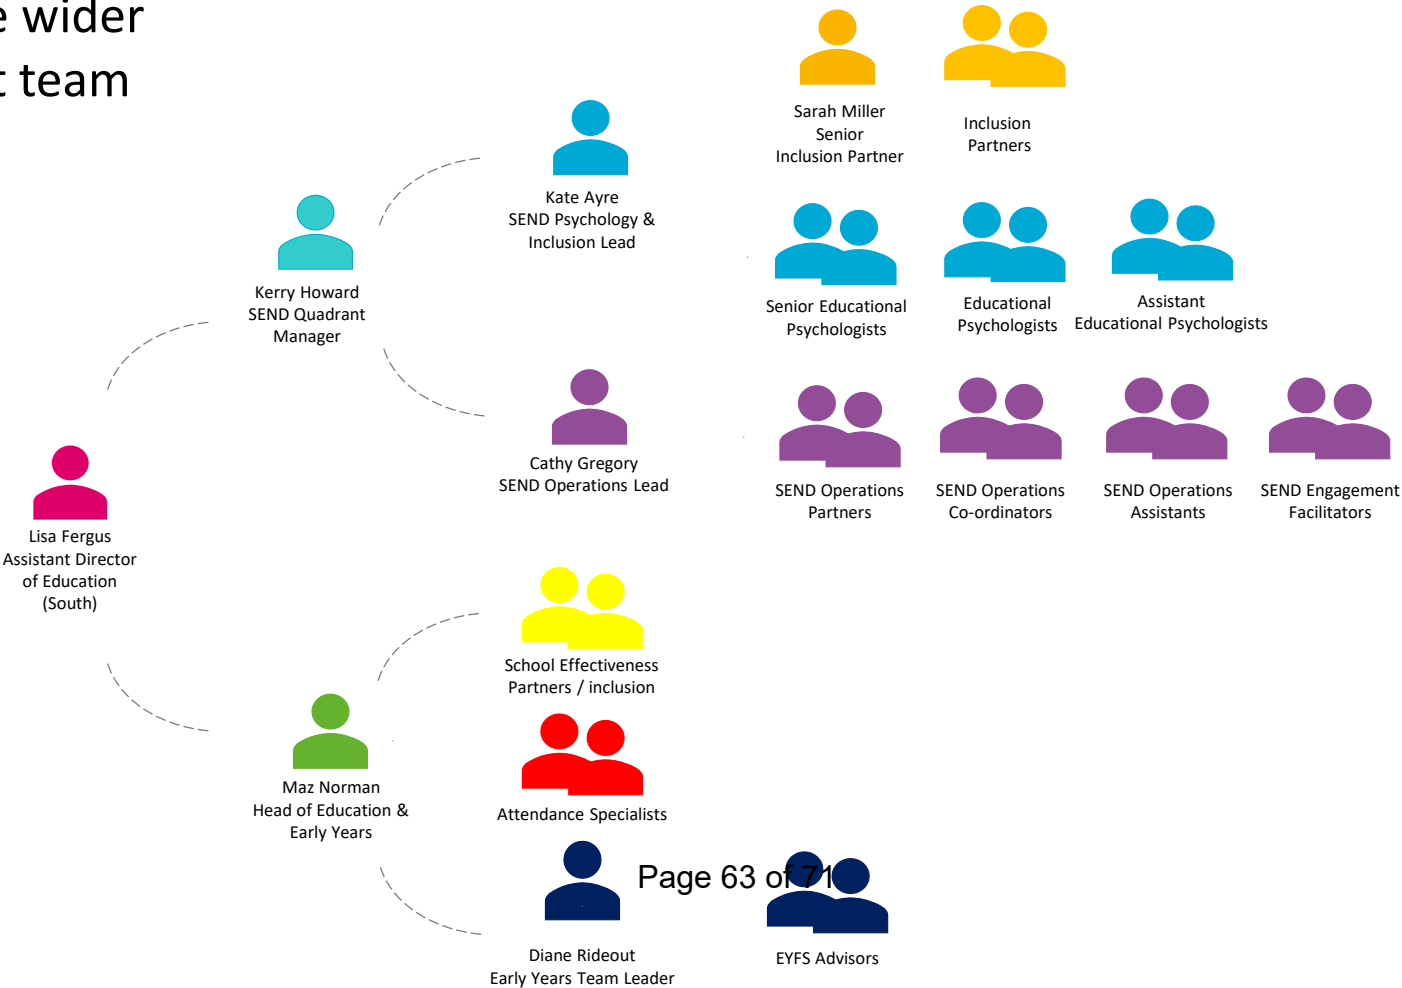 e wider
t team
Sarah Miller
Senior
Inclusion Partner
Inclusion
Partners
Kate Ayre
SEND Psychology &
Inclusion Lead
Kerry Howard
SEND Quadrant
Manager
Senior Educational
Psychologists
Educational
Psychologists
Assistant
Educational Psychologists
Cathy Gregory
SEND Operations Lead
SEND Operations
Partners
SEND Operations
Co-ordinators
SEND Operations
Assistants
SEND Engagement
Facilitators
Lisa Fergus
Assistant Director
of Education
(South)
School Effectiveness
Partners / inclusion
Maz Norman
Head of Education &
Early Years
Attendance Specialists
Page 63 of 71
Diane Rideout
Early Years Team Leader
EYFS Advisors